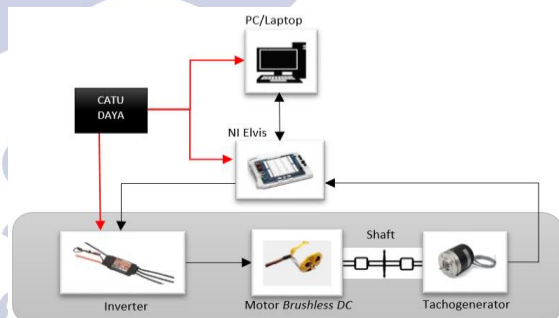 PC/Laptop
CATU
DAYA
NI Elvis
Shaft
Inverter
Motor Brushless DC
Tachogenerator